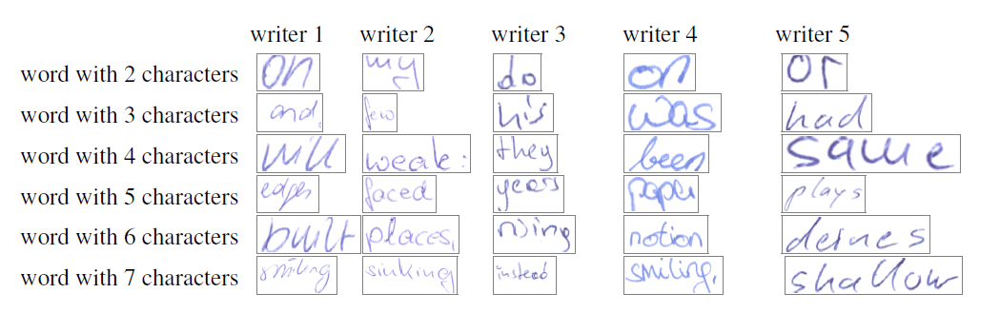 writer 1 writer 2 writer 3 writer 4 writer 5
word with 2 characters on my do on or
word with 3 characters and, few his was had
word with 4 characters will weak: they been same
word with 5 characters edges faced years paper plays
word with 6 characters built places, rising notion deines
word with 7 characters smiling sinking instead smiling, shallow